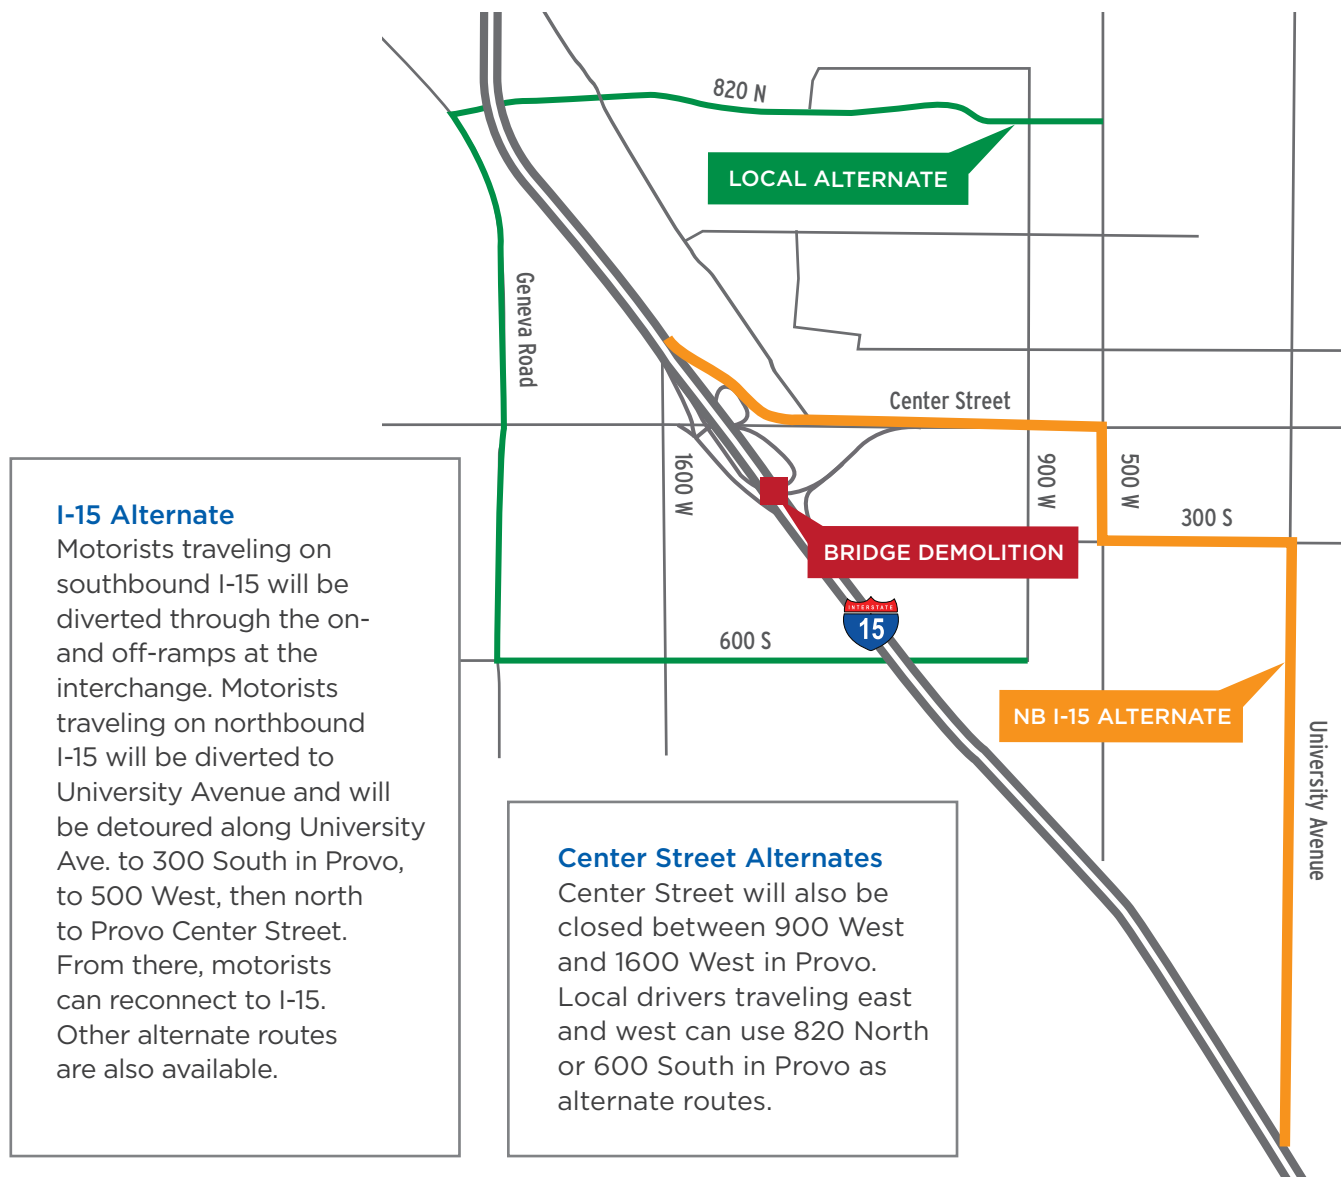 820 N
LOCAL ALTERNATE
Geneva Road
Center Street
1600 W
900 W
500 W
300 S
BRIDGE DEMOLITION
INTERSTATE
15
600 S
NB I-15 ALTERNATE
University Avenue
I-15 Alternate
Motorists traveling on
southbound I-15 will be
diverted through the on-
and off-ramps at the
interchange. Motorists
traveling on northbound
I-15 will be diverted to
University Avenue and will
be detoured along University
Ave. to 300 South in Provo,
to 500 West, then north
to Provo Center Street.
From there, motorists
can reconnect to I-15.
Other alternate routes
are also available.
Center Street Alternates
Center Street will also be
closed between 900 West
and 1600 West in Provo.
Local drivers traveling east
and west can use 820 North
or 600 South in Provo as
alternate routes.